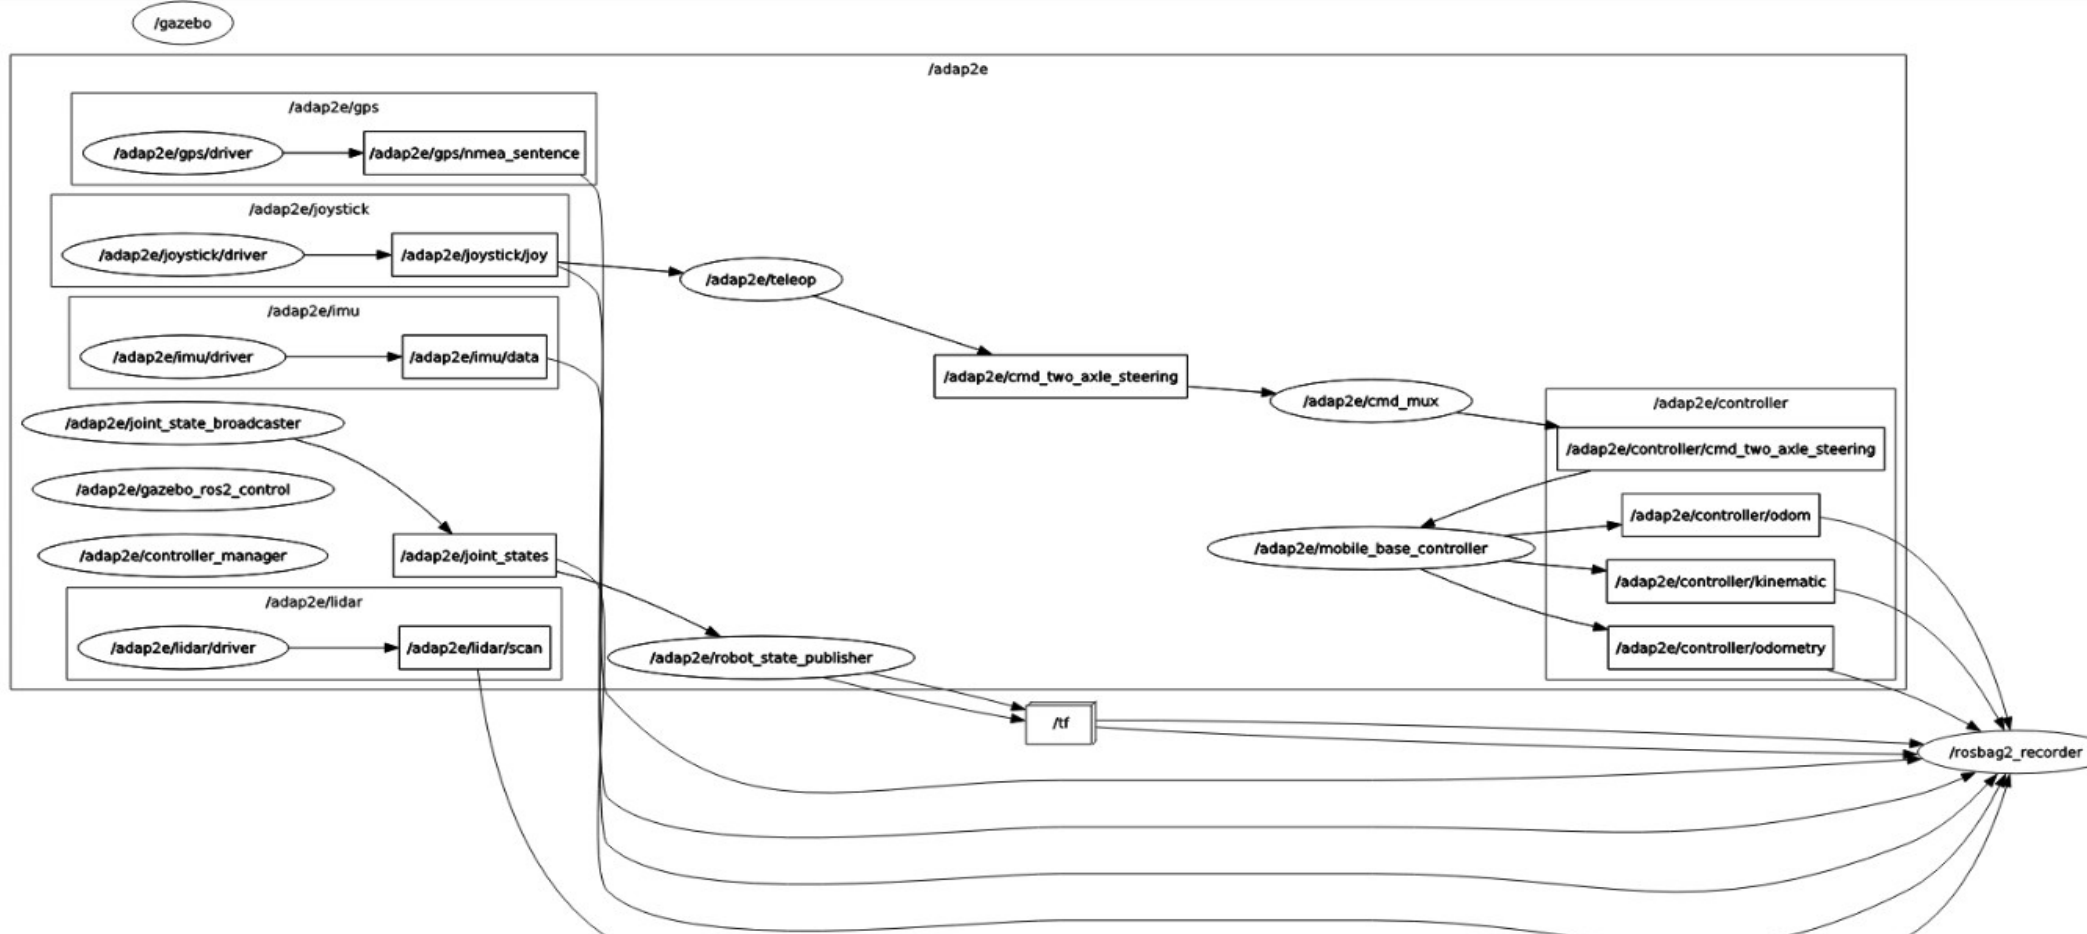 /gazebo
/adap2e
/adap2e/gps
/adap2e/gps/driver
/adap2e/gps/nmea_sentence
/adap2e/joystick
/adap2e/joystick/driver
/adap2e/joystick/joy
/adap2e/teleop
/adap2e/imu
/adap2e/imu/driver
/adap2e/imu/data
/adap2e/cmd_two_axle_steering
/adap2e/cmd_mux
/adap2e/controller
/adap2e/joint_state_broadcaster
/adap2e/controller/cmd_two_axle_steering
/adap2e/gazebo_ros2_control
/adap2e/controller/odom
/adap2e/controller_manager
/adap2e/joint_states
/adap2e/mobile_base_controller
/adap2e/controller/kinematic
/adap2e/lidar
/adap2e/lidar/driver
/adap2e/lidar/scan
/adap2e/robot_state_publisher
/adap2e/controller/odometry
/tf
/rosbag2_recorder